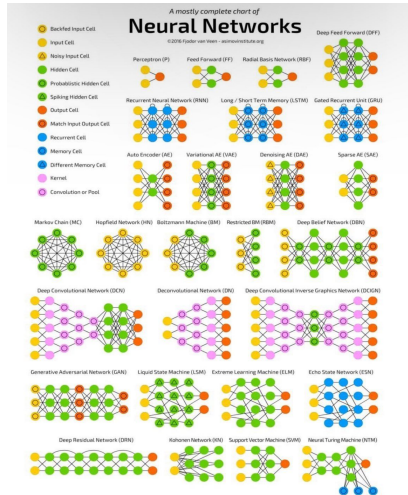 A mostly complete chart of
Neural Networks
©2016 Fjodor van Veen - asimovinstitute.org
Backfed Input Cell
Input Cell
Noisy Input Cell
Hidden Cell
Probablistic Hidden Cell
Spiking Hidden Cell
Output Cell
Match Input Output Cell
Recurrent Cell
Memory Cell
Different Memory Cell
Kernel
Convolution or Pool
Deep Feed Forward (DFF)
Perceptron (P)
Feed Forward (FF)
Radial Basis Network (RBF)
Recurrent Neural Network (RNN)
Long / Short Term Memory (LSTM)
Gated Recurrent Unit (GRU)
Auto Encoder (AE)
Variational AE (VAE)
Denoising AE (DAE)
Sparse AE (SAE)
Markov Chain (MC)
Hopfield Network (HN)
Boltzmann Machine (BM)
Restricted BM (RBM)
Deep Belief Network (DBN)
Deep Convolutional Network (DCN)
Deconvolutional Network (DN)
Deep Convolutional Inverse Graphics Network (DCIGN)
Generative Adversarial Network (GAN)
Liquid State Machine (LSM)
Extreme Learning Machine (ELM)
Echo State Network (ESN)
Deep Residual Network (DRN)
Kohonen Network (KN)
Support Vector Machine (SVM)
Neural Turing Machine (NTM)